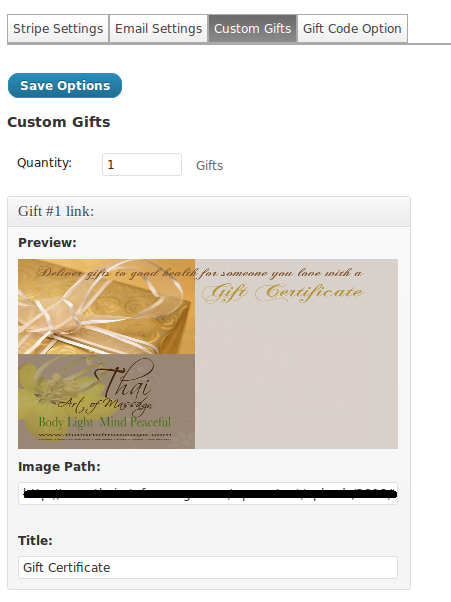 Stripe Settings Email Settings Custom Gifts Gift Code Option
Save Options
Custom Gifts
Quantity: 1 Gifts
Gift #1 link:
Preview:
Deliver gifts to good health for someone you love with a
Gift Certificate
Thai
Art of Massage
Body Light Mind Peaceful
Image Path:
Title:
Gift Certificate